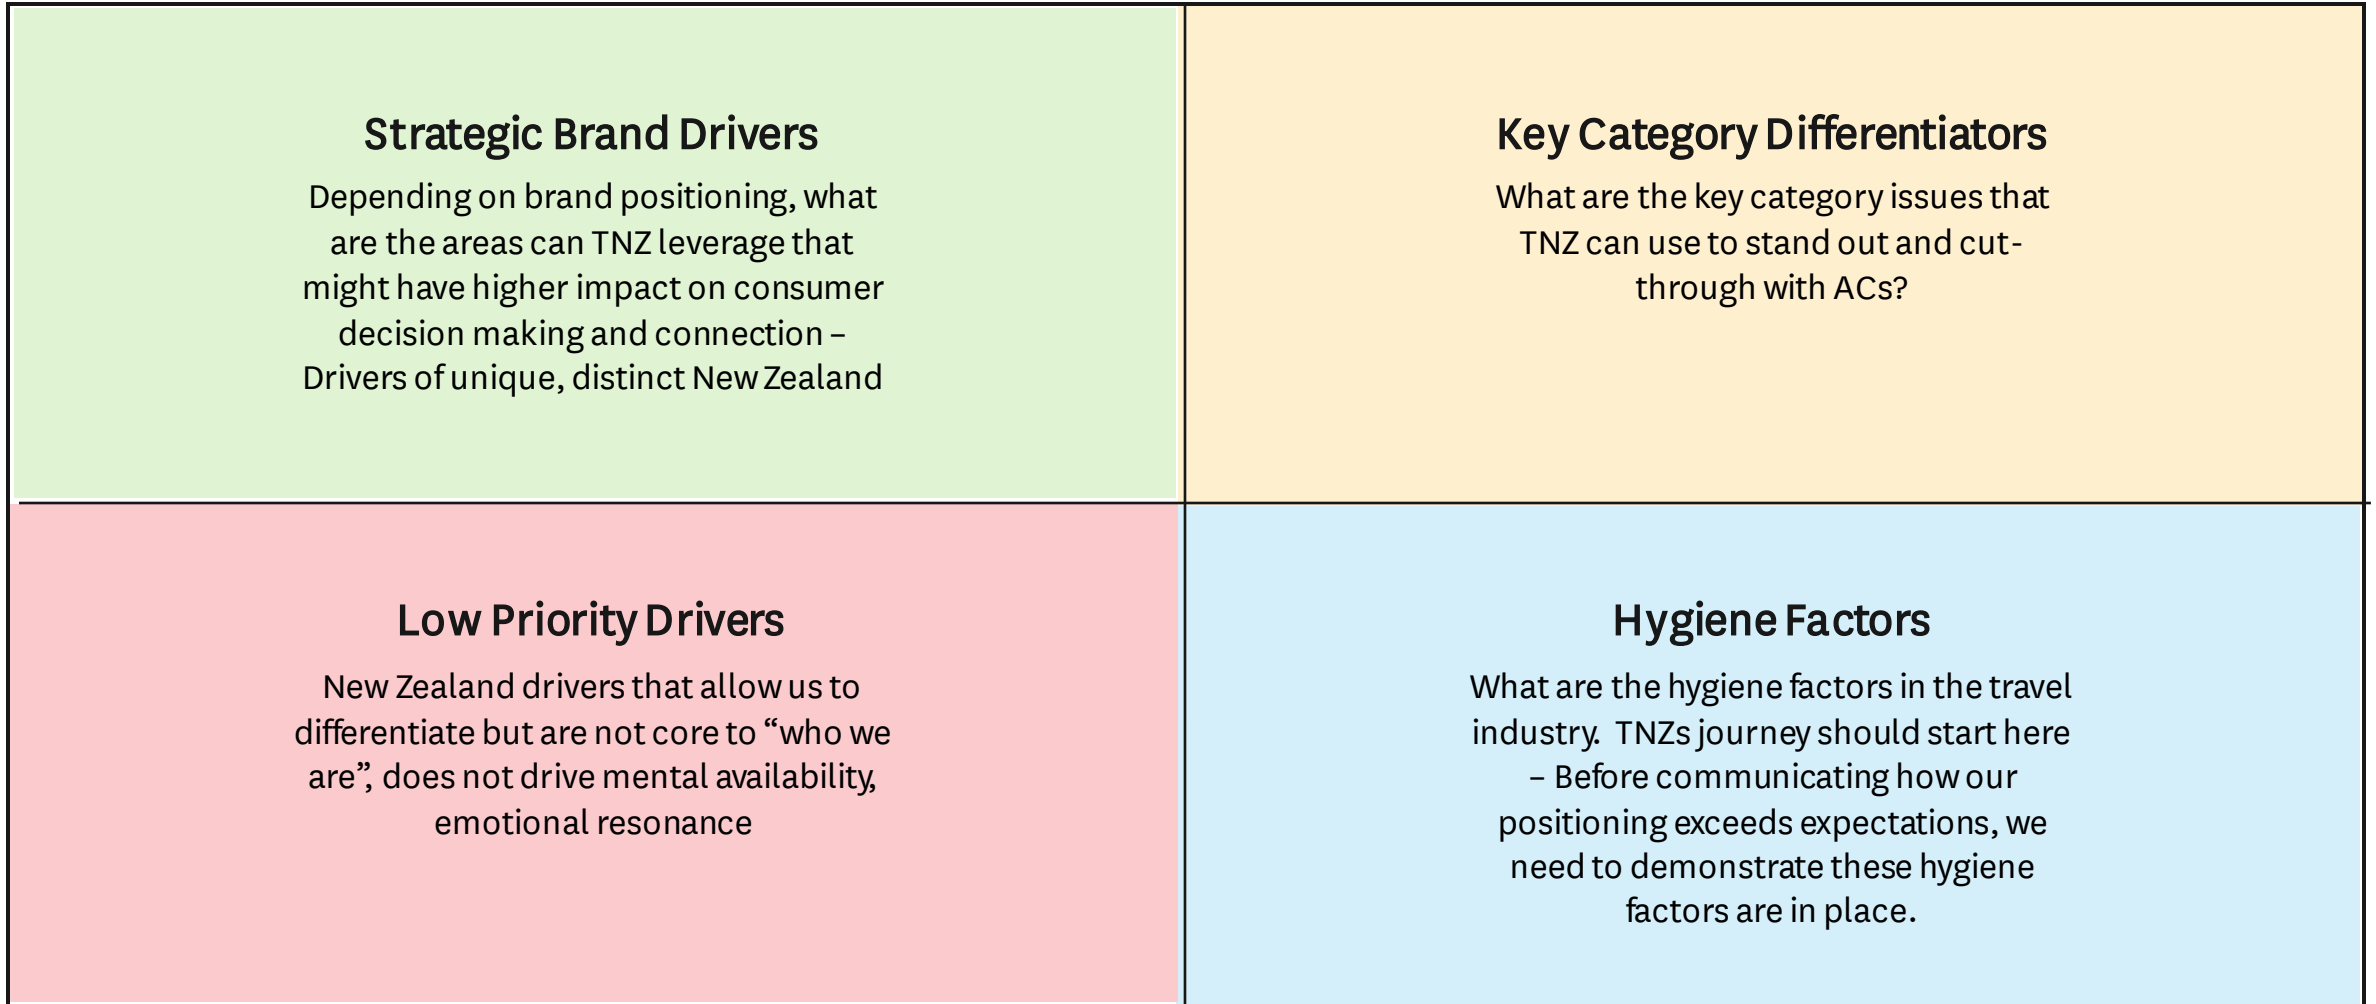 Strategic Brand Drivers
Depending on brand positioning, what
are the areas can TNZ leverage that
might have higher impact on consumer
decision making and connection –
Drivers of unique, distinct New Zealand
Key Category Differentiators
What are the key category issues that
TNZ can use to stand out and cut-
through with ACs?
Low Priority Drivers
New Zealand drivers that allow us to
differentiate but are not core to “who we
are”, does not drive mental availability,
emotional resonance
Hygiene Factors
What are the hygiene factors in the travel
industry.  TNZs journey should start here
– Before communicating how our
positioning exceeds expectations, we
need to demonstrate these hygiene
factors are in place.